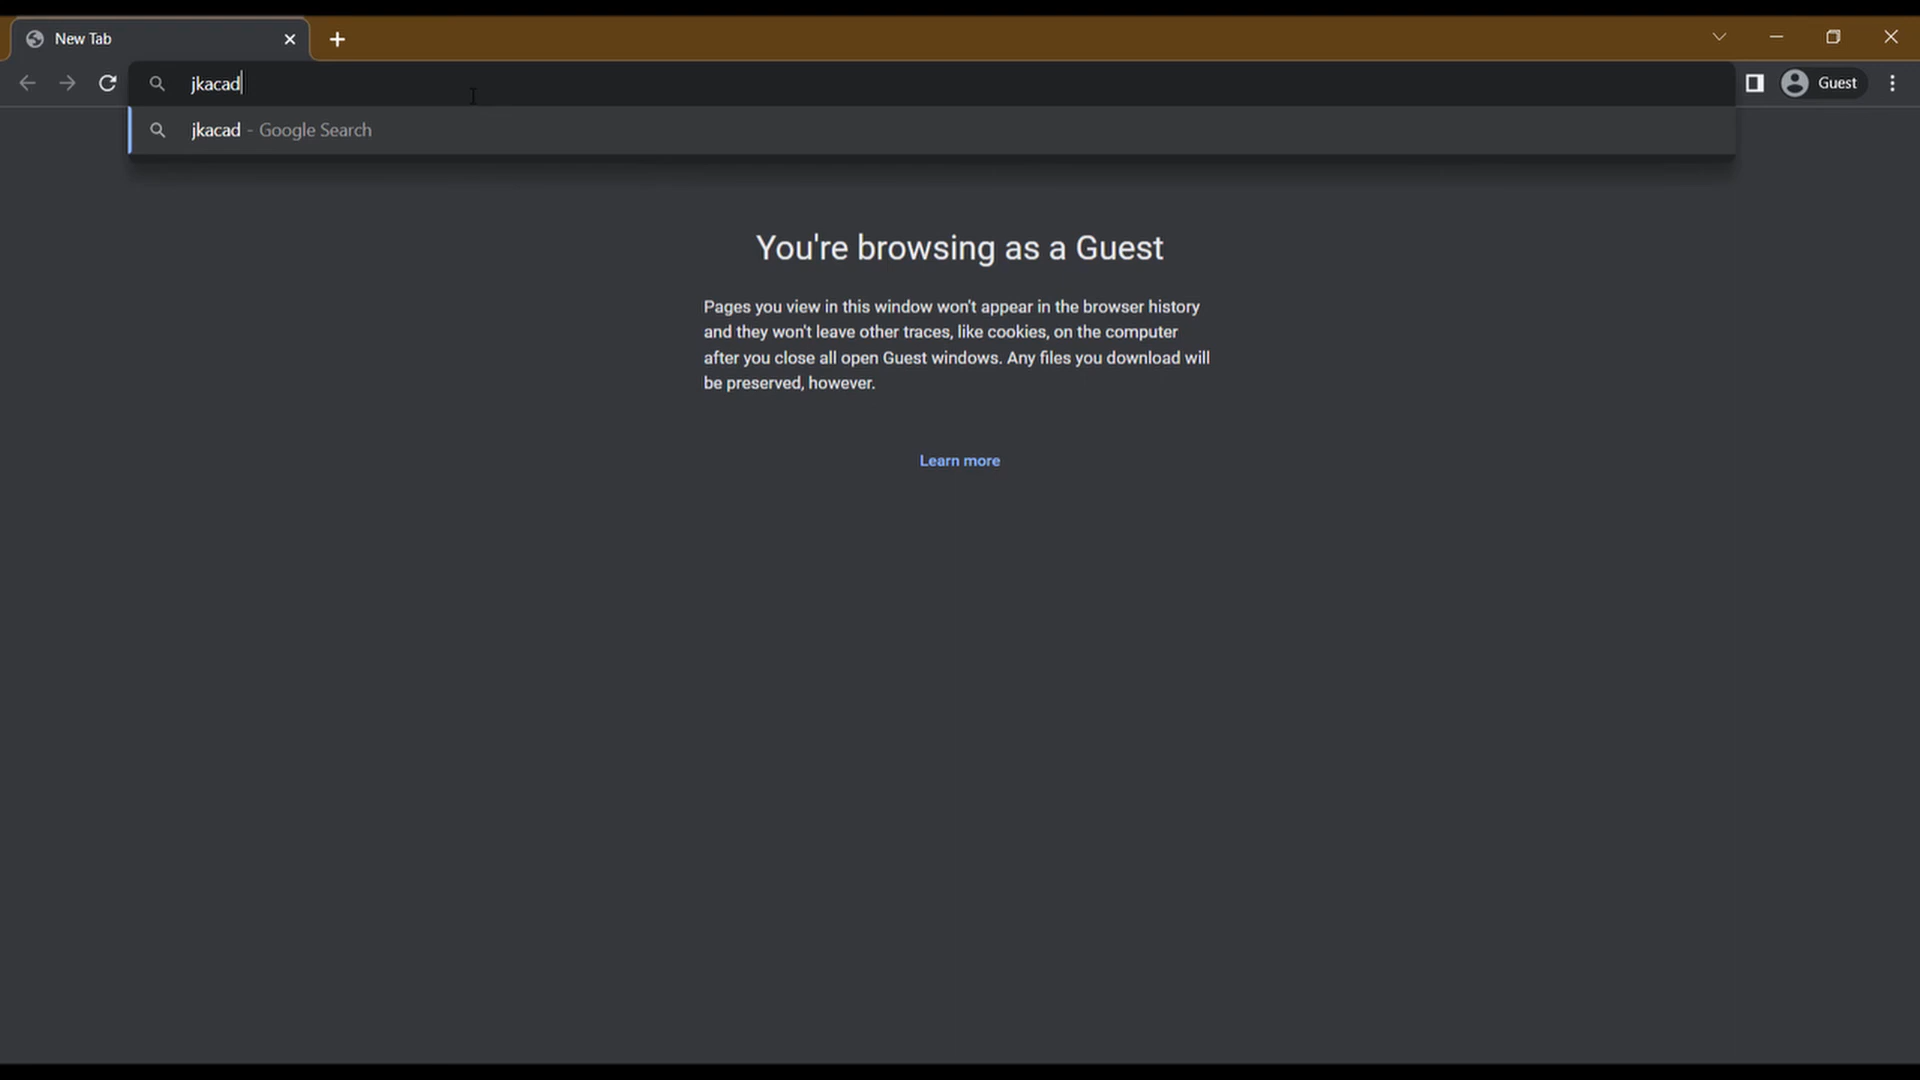 New Tab
jkacad
Guest
jkacad - Google Search
You're browsing as a Guest
Pages you view in this window won't appear in the browser history
and they won't leave other traces, like cookies, on the computer
after you close all open Guest windows. Any files you download will
be preserved, however.
Learn more